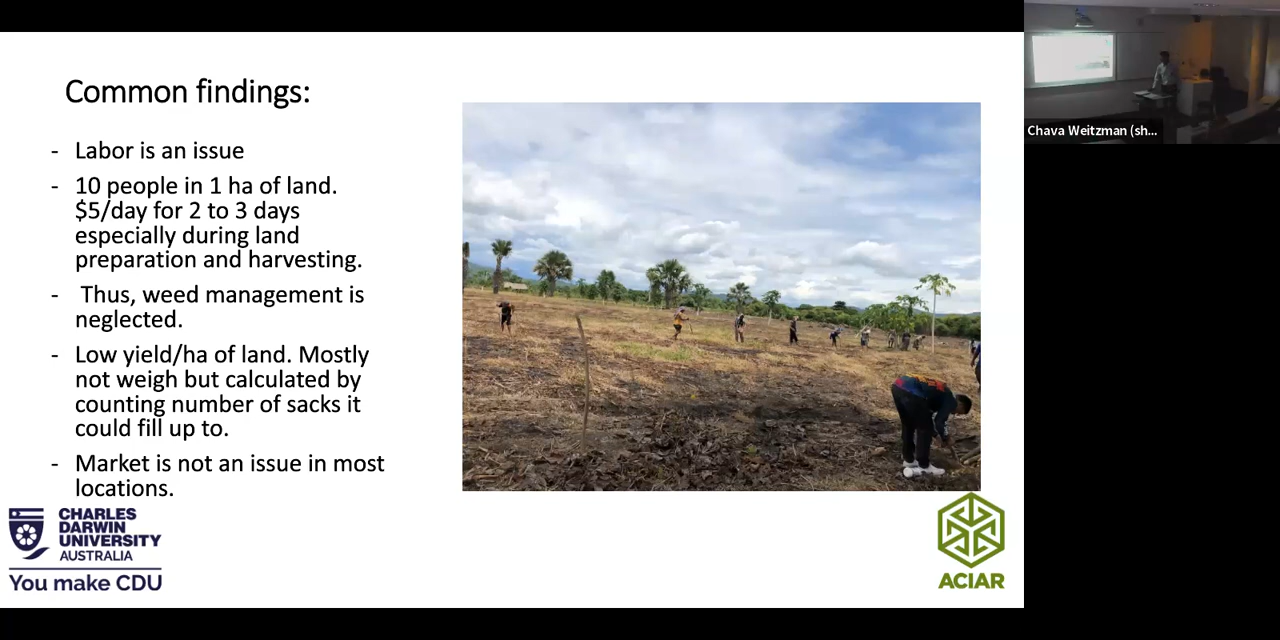 Common findings:
- Labor is an issue
- 10 people in 1 ha of land.
$5/day for 2 to 3 days
especially during land
preparation and harvesting.
- Thus, weed management is
neglected.
- Low yield/ha of land. Mostly
not weigh but calculated by
counting number of sacks it
could fill up to.
- Market is not an issue in most
locations.
CHARLES
DARWIN
UNIVERSITY
AUSTRALIA
You make CDU
ACIAR
Chava Weitzman (sh...